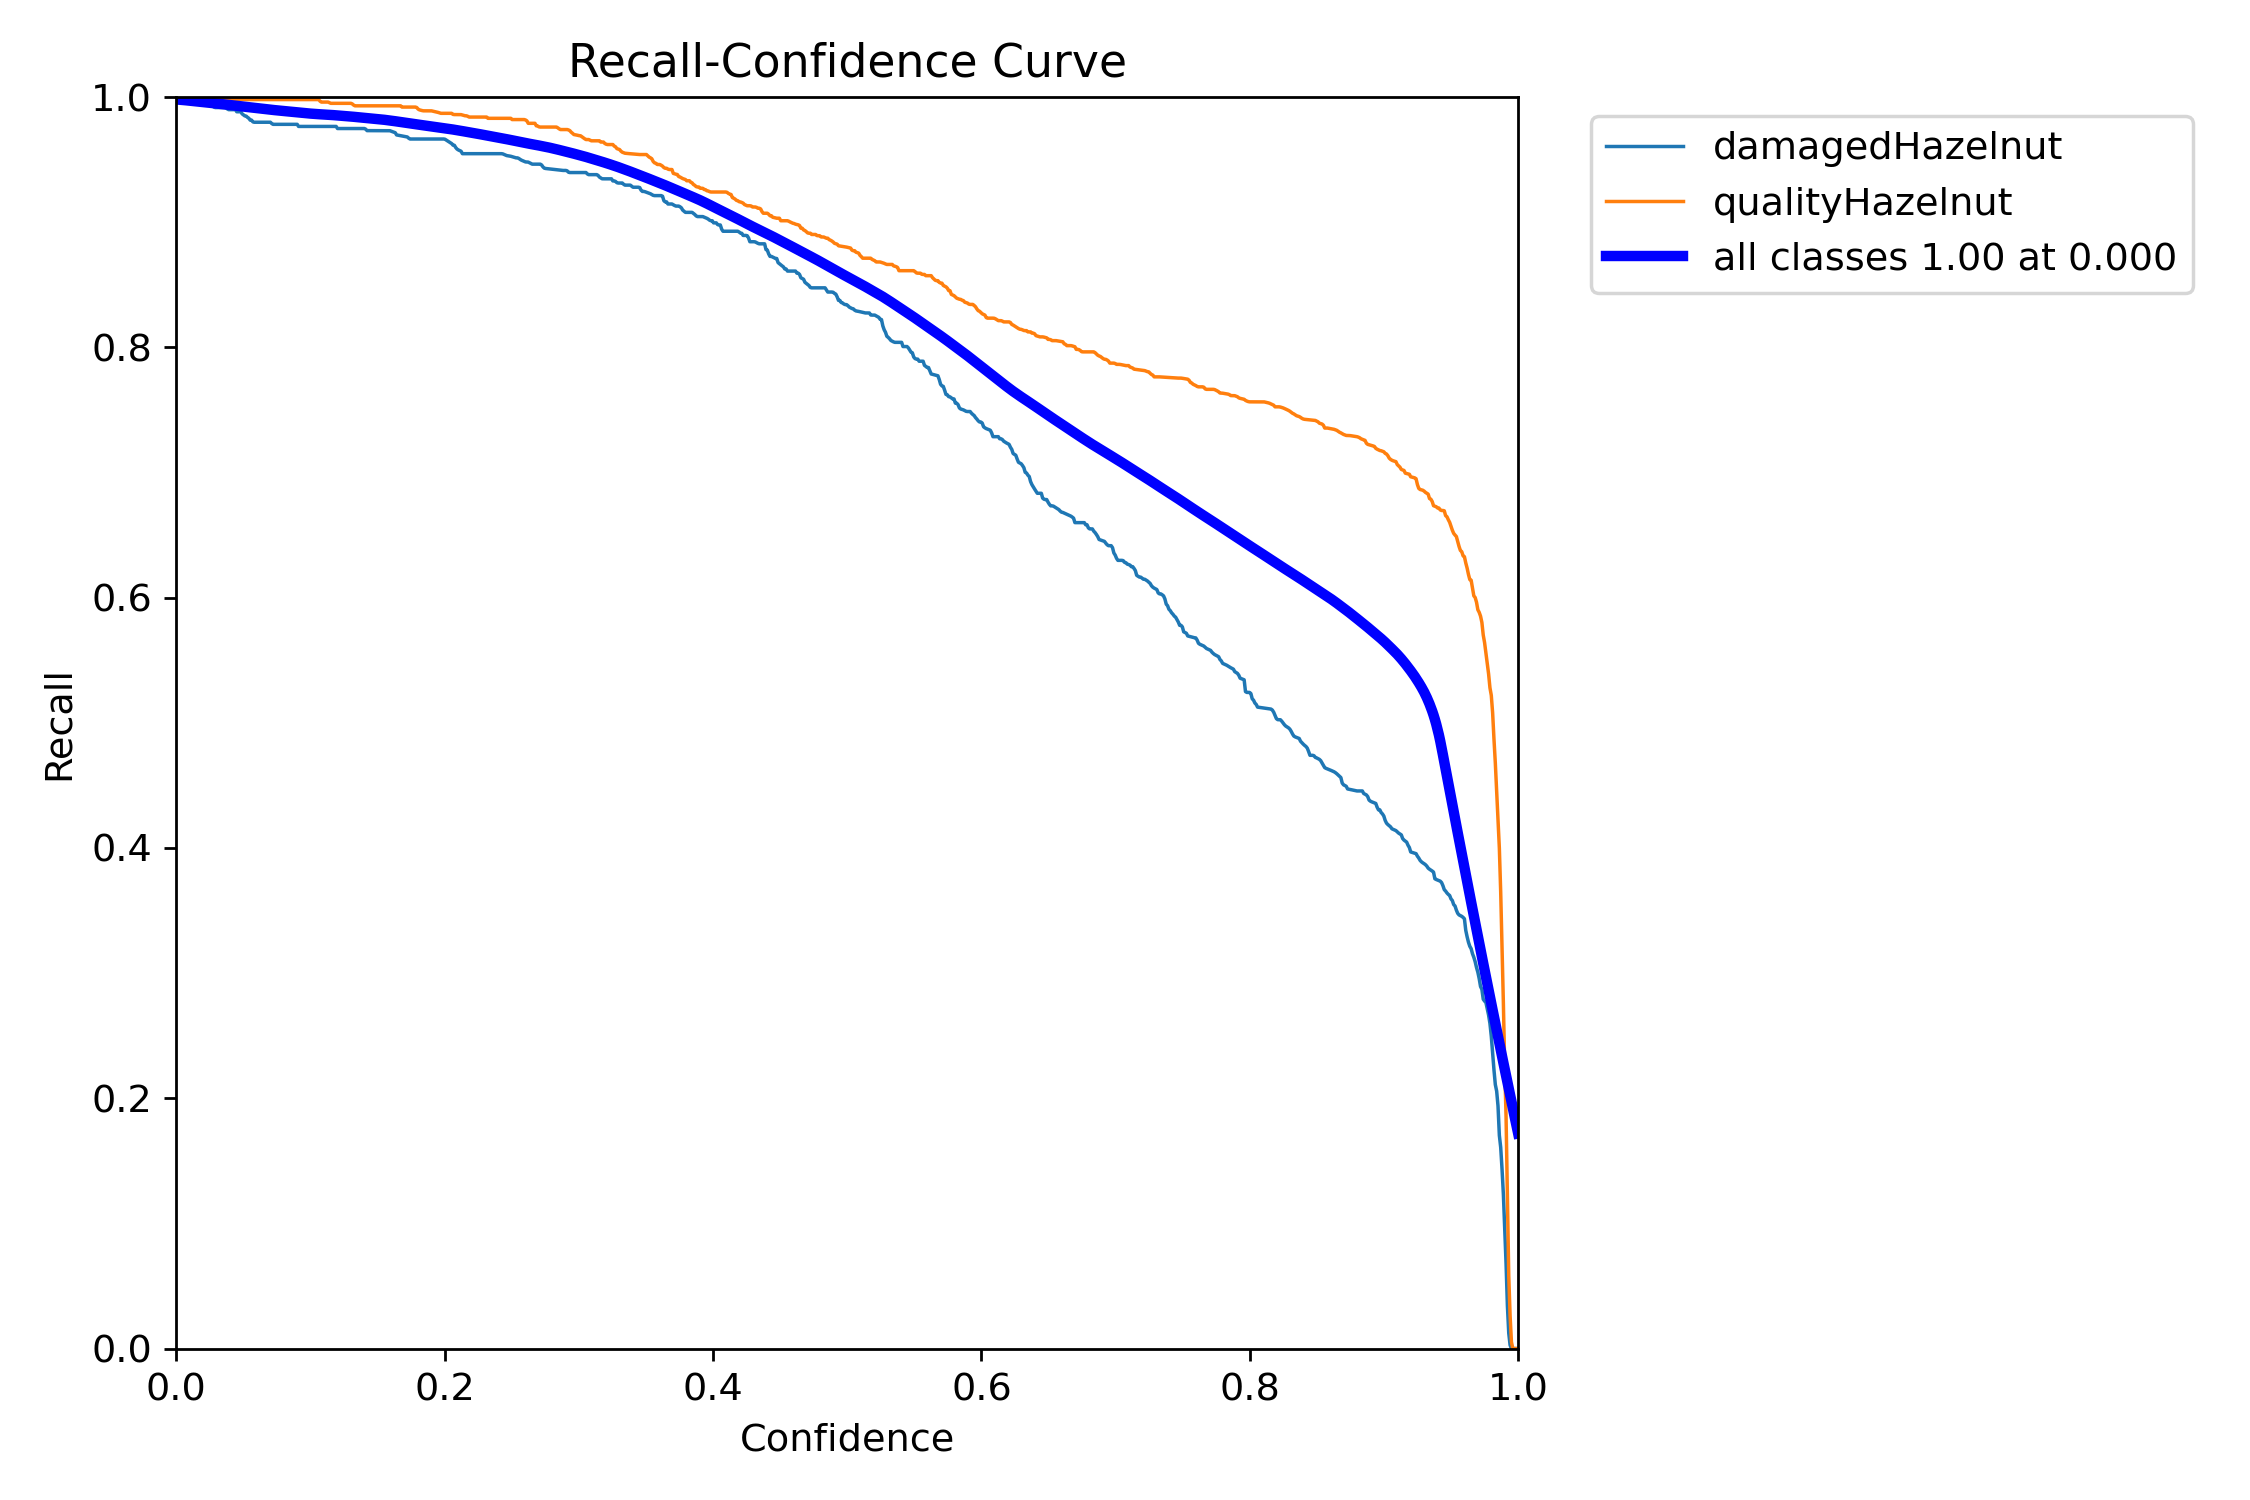 Recall-Confidence Curve
1.0
0.8
0.6
0.4
0.2
0.0
Recall
0.0 0.2 0.4 0.6 0.8 1.0
Confidence
damagedHazelnut
qualityHazelnut
all classes 1.00 at 0.000